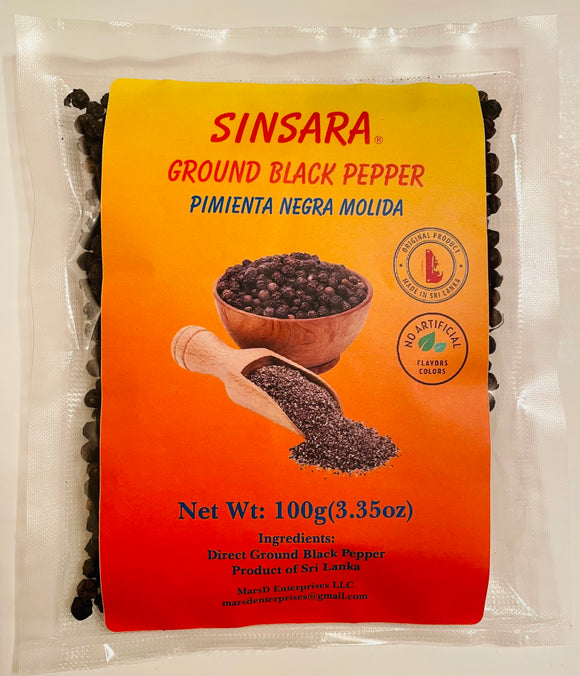 SINSARA®
GROUND BLACK PEPPER
PIMIENTA NEGRA MOLIDA
ORIGINAL PRODUCT
MADE IN SRI LANKA
NO ARTIFICIAL
FLAVORS
COLORS
Net Wt: 100g(3.35oz)
Ingredients:
Direct Ground Black Pepper
Product of Sri Lanka
MarsD Enterprises LLC
marsdenterprises@gmail.com